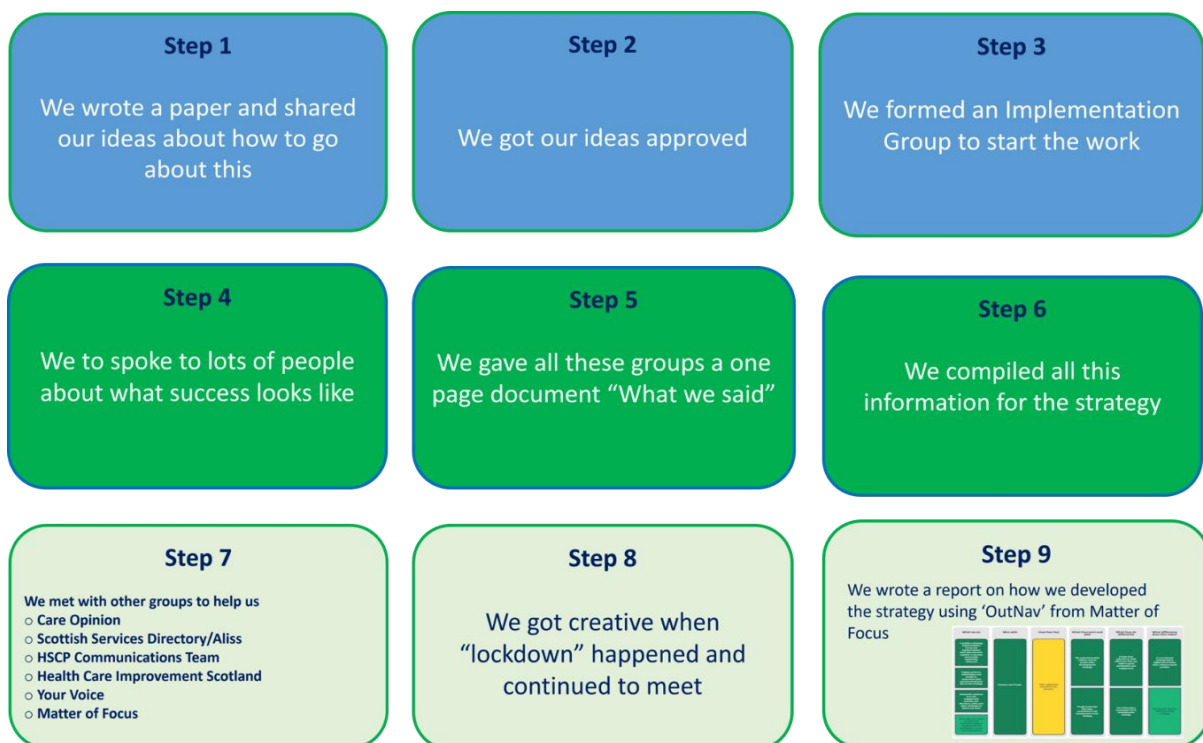 Step 1
We wrote a paper and shared
our ideas about how to go
about this
Step 2
We got our ideas approved
Step 3
We formed an Implementation
Group to start the work
Step 4
We to spoke to lots of people
about what success looks like
Step 5
We gave all these groups a one
page document “What we said”
Step 6
We compiled all this
information for the strategy
Step 7
We met with other groups to help us
○ Care Opinion
○ Scottish Services Directory/Aliss
○ HSCP Communications Team
○ Health Care Improvement Scotland
○ Your Voice
○ Matter of Focus
Step 8
We got creative when
“lockdown” happened and
continued to meet
Step 9
We wrote a report on how we developed
the strategy using ‘OutNav’ from Matter of
Focus